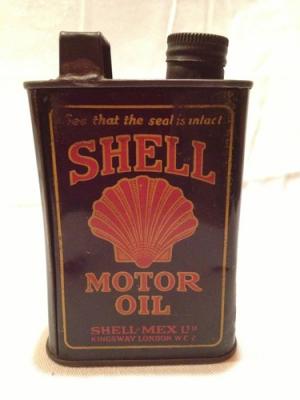 See that the seal is intact
SHELL
MOTOR
OIL
SHELL-MEX LTD
KINGSWAY LONDON W.C.2